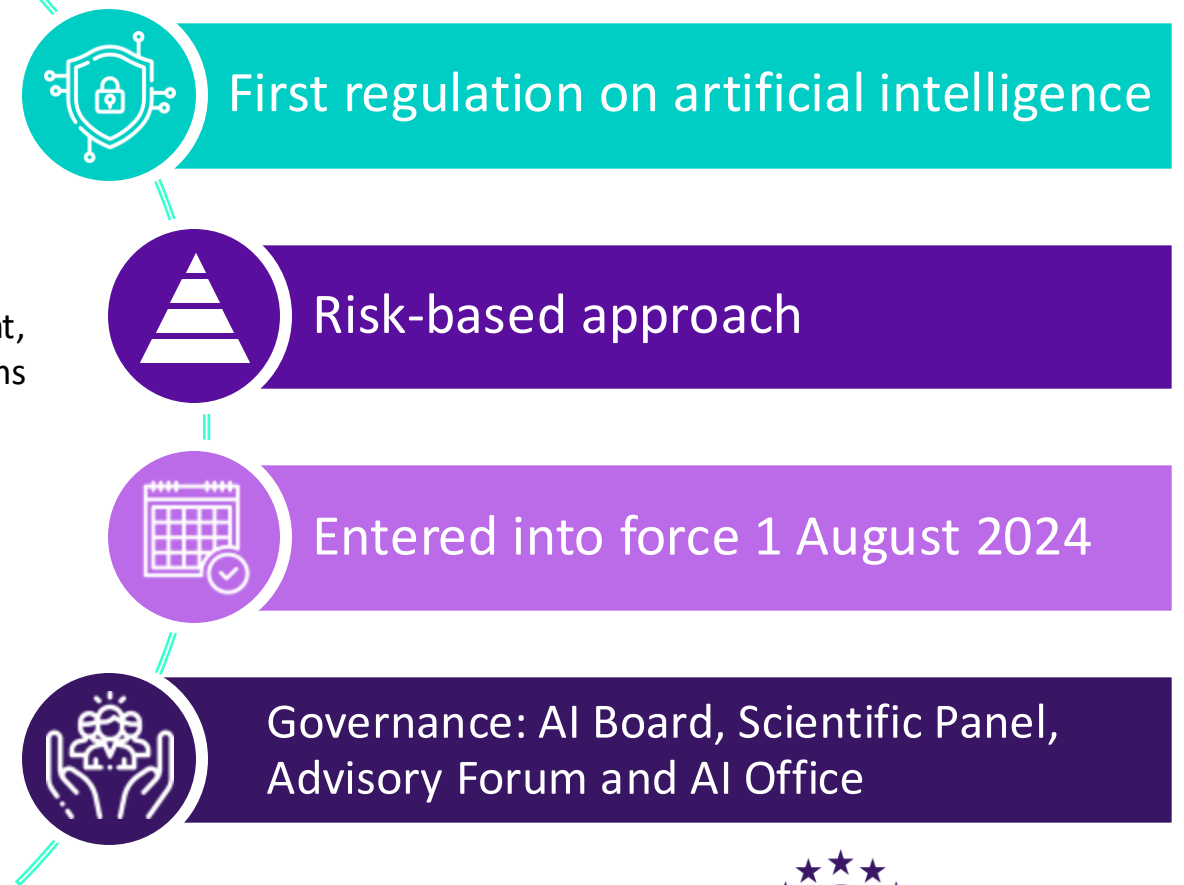 First regulation on artificial intelligence
Risk-based approach
Entered into force 1 August 2024
Governance: AI Board, Scientific Panel,
Advisory Forum and AI Office